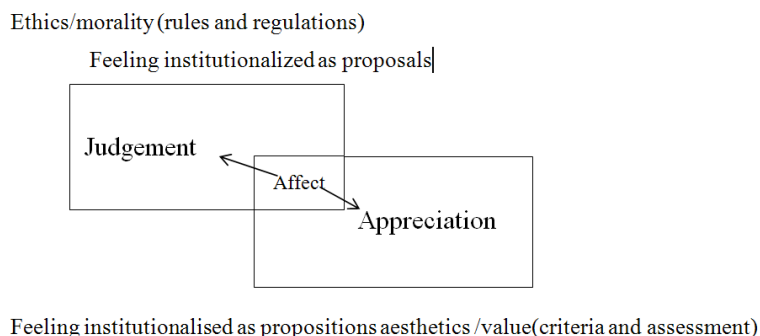 Ethics/morality (rules and regulations)
Feeling institutionalized as proposals
Judgement
Affect
Appreciation
Feeling institutionalised as propositions aesthetics /value(criteria and assessment)